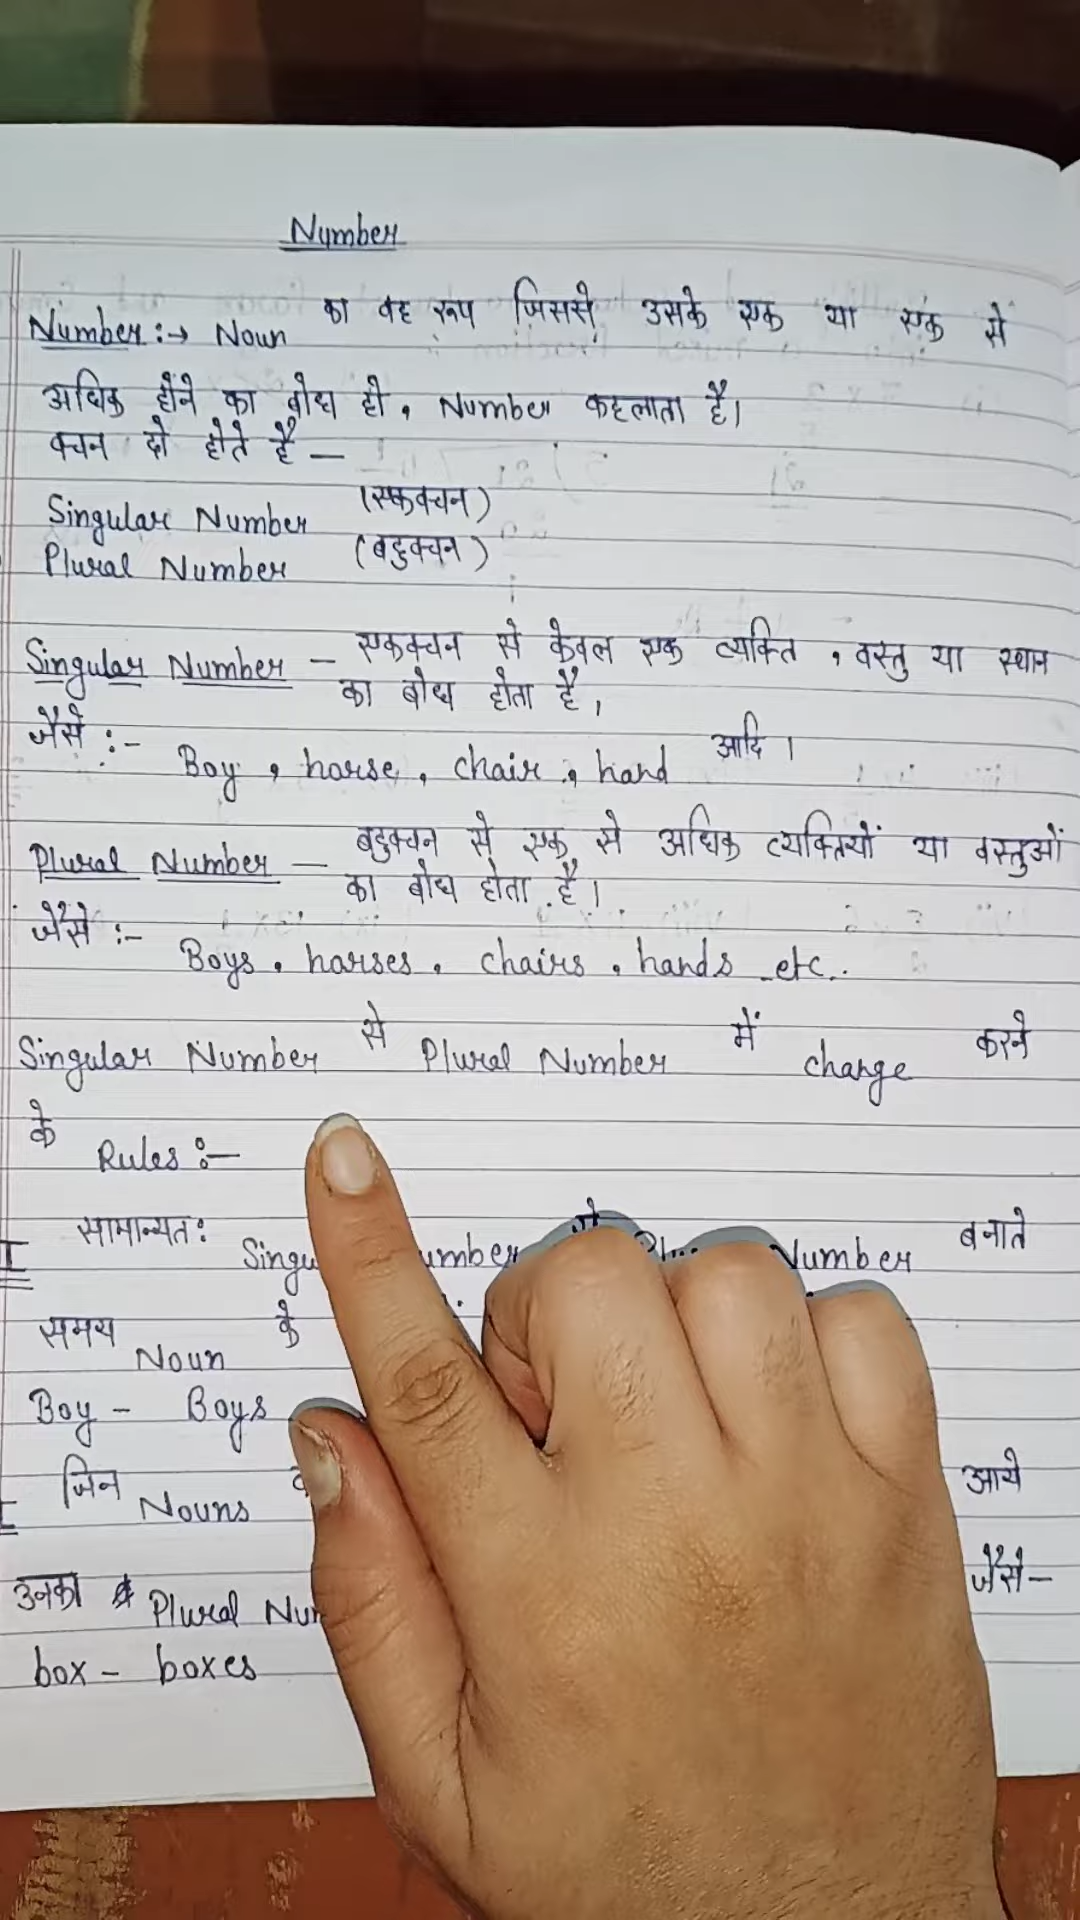 Number
Number :→ Noun का वह रूप जिससे उसके एक या एक से
अधिक होने का बोध हो, Number कहलाता है।
वचन दो होते है —
Singular Number (एकवचन)
Plural Number (बहुवचन)
Singular Number – एकवचन से केवल एक व्यक्ति, वस्तु या स्थान
का बोध होता है।
जैसे :- Boy, horse, chair, hand आदि।
Plural Number — बहुवचन से एक से अधिक व्यक्तियों या वस्तुओं
का बोध होता है।
जैसे :- Boys, horses, chairs, hands etc.
Singular Number से Plural Number में change करने
के Rules :-
I सामान्यतः Number बनाते
समय Noun के
Boy - Boys
जिन Nouns आये
उनका Plural जैसे-
box - boxes